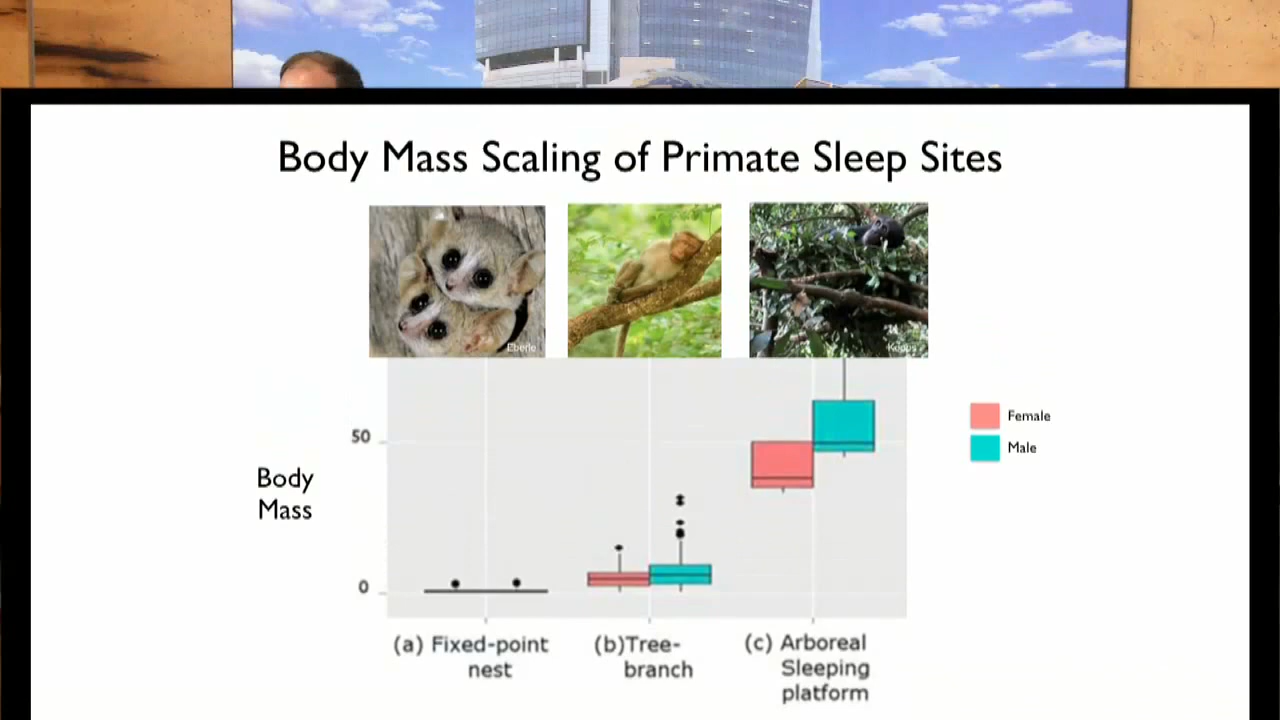 Body Mass Scaling of Primate Sleep Sites
Eberle
Koops
50
Female
Male
Body
Mass
0
(a) Fixed-point
nest
(b)Tree-
branch
(c) Arboreal
Sleeping
platform